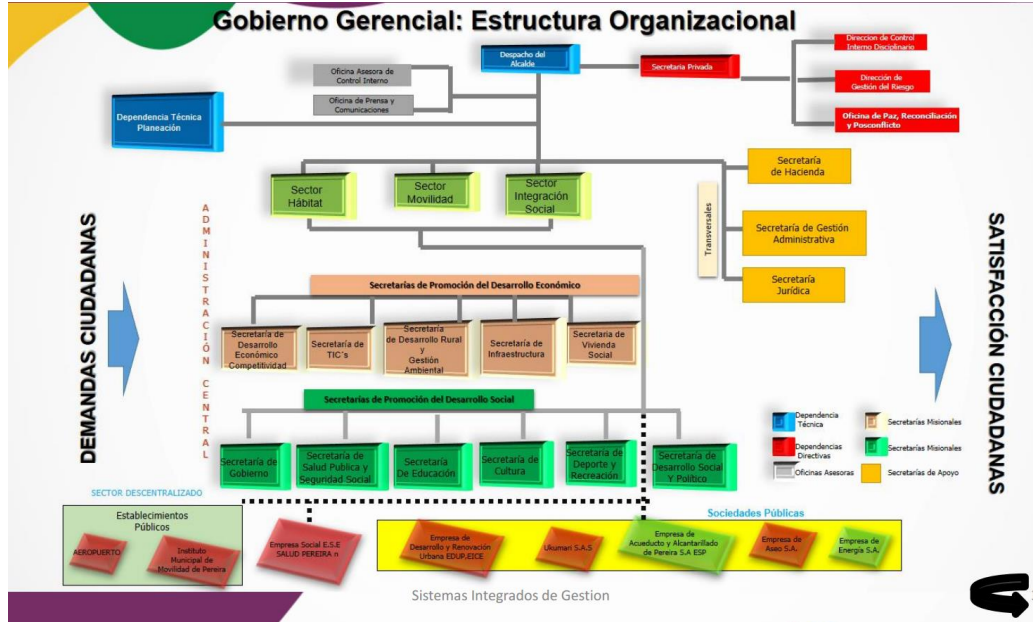 Gobierno Gerencial: Estructura Organizacional
Despacho del
Alcalde
Secretaria Privada
Direccion de Control
Interno Disciplinario
Dirección de
Gestión del Riesgo
Oficina de Paz, Reconciliación
y Posconflicto
Oficina Asesora de
Control Interno
Oficina de Prensa y
Comunicaciones
Dependencia Técnica
Planeación
Sector
Hábitat
Sector
Movilidad
Sector
Integración
Social
Transversales
Secretaría
de Hacienda
Secretaría de Gestión
Administrativa
Secretaría
Jurídica
DEMANDAS CIUDADANAS
ADMINISTRACIÓN CENTRAL
SATISFACCIÓN CIUDADANAS
Secretarías de Promoción del Desarrollo Económico
Secretaría de
Desarrollo
Económico
Competitividad
Secretaría de
TIC´s
Secretaría
de Desarrollo Rural
y
Gestión
Ambiental
Secretaría de
Infraestructura
Secretaria de
Vivienda
Social
Secretarías de Promoción del Desarrollo Social
Secretaría de
Gobierno
Secretaría de
Salud Publica y
Seguridad Social
Secretaría
De Educación
Secretaría de
Cultura
Secretaría de
Deporte y
Recreación
Secretaría de
Desarrollo Social
Y Político
Dependencia
Técnica
Dependencias
Directivas
Oficinas Asesoras
Secretarías Misionales
Secretarías Misionales
Secretarías de Apoyo
SECTOR DESCENTRALIZADO
Establecimientos
Públicos
AEROPUERTO
Instituto
Municipal de
Movilidad de Pereira
Empresa Social E.S.E
SALUD PEREIRA n
Sociedades Públicas
Empresa de
Desarrollo y Renovación
Urbana EDUP.EICE
Ukumari S.A.S
Empresa de
Acueducto y Alcantarillado
de Pereira S.A ESP
Empresa de
Aseo S.A.
Empresa de
Energía S.A.
Sistemas Integrados de Gestion